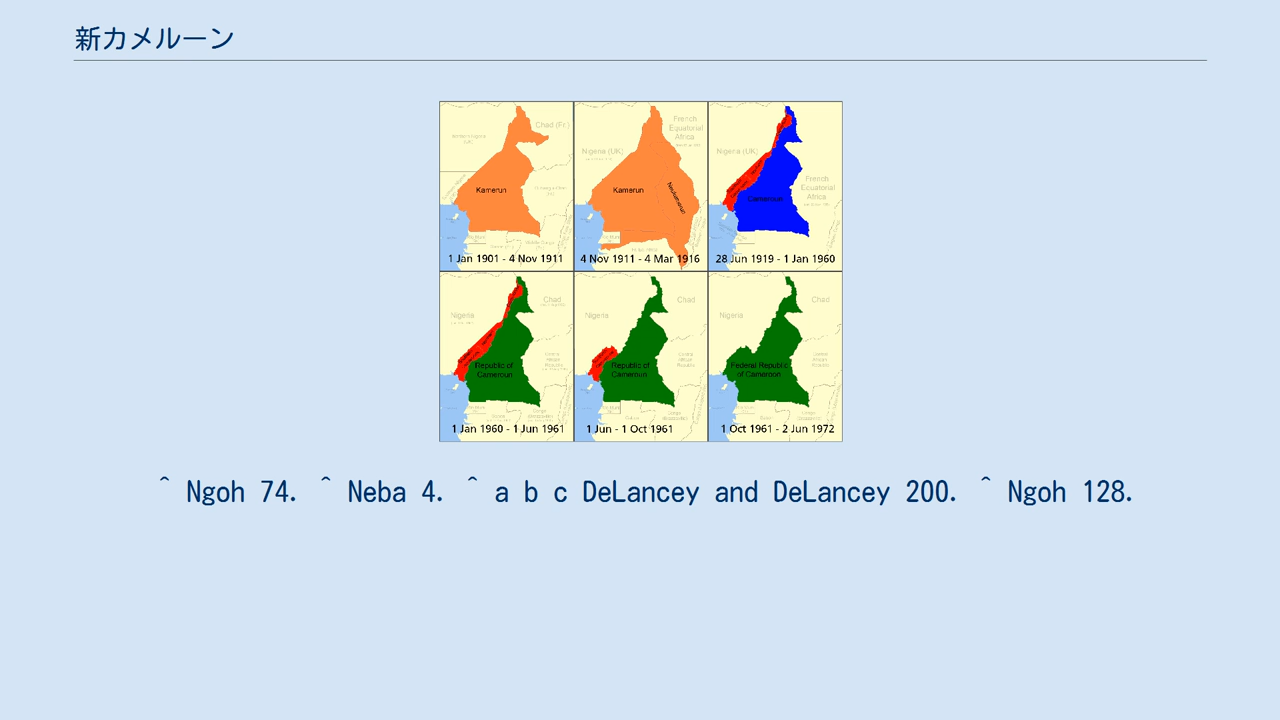 新カメルーン
Chad (Fr.)
Kamerun
1 Jan 1901 - 4 Nov 1911
French
Equatorial
Africa
Nigeria (UK)
Kamerun
Neukamerun
4 Nov 1911 - 4 Mar 1916
Nigeria (UK)
French
Equatorial
Africa
Cameroun
28 Jun 1919 - 1 Jan 1960
Chad
Nigeria
Republic of
Cameroun
1 Jan 1960 - 1 Jun 1961
Chad
Nigeria
Republic of
Cameroun
1 Jun - 1 Oct 1961
Chad
Nigeria
Federal Republic
of Cameroon
1 Oct 1961 - 2 Jun 1972
^ Ngoh 74. ^ Neba 4. ^ a b c DeLancey and DeLancey 200. ^ Ngoh 128.